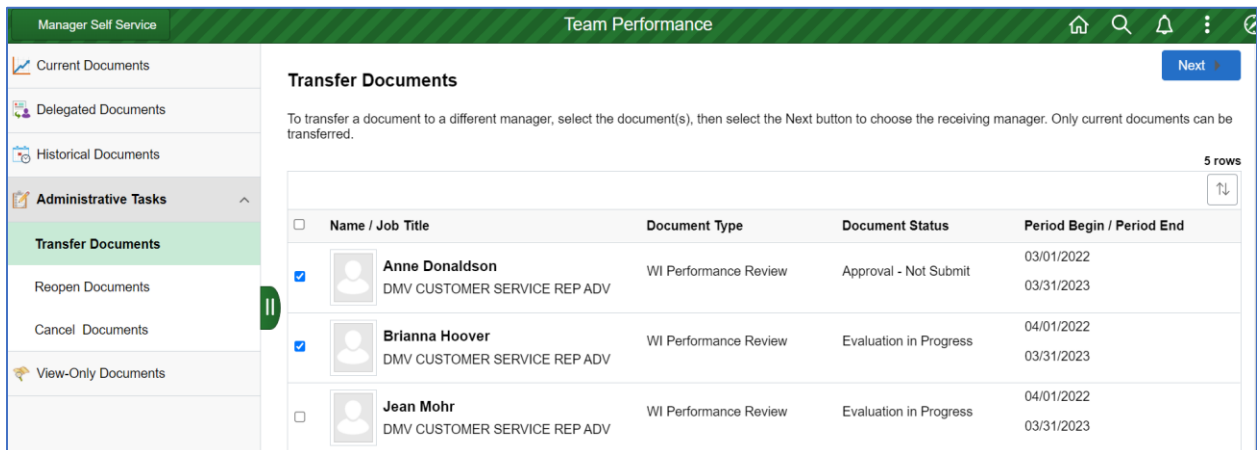 Manager Self Service
Team Performance
Current Documents
Delegated Documents
Historical Documents
Administrative Tasks
Transfer Documents
Reopen Documents
Cancel Documents
View-Only Documents
Next
Transfer Documents
To transfer a document to a different manager, select the document(s), then select the Next button to choose the receiving manager. Only current documents can be
transferred.
5 rows
Name / Job Title Document Type Document Status Period Begin / Period End
Anne Donaldson
DMV CUSTOMER SERVICE REP ADV
WI Performance Review
Approval - Not Submit
03/01/2022
03/31/2023
Brianna Hoover
DMV CUSTOMER SERVICE REP ADV
WI Performance Review
Evaluation in Progress
04/01/2022
03/31/2023
Jean Mohr
DMV CUSTOMER SERVICE REP ADV
WI Performance Review
Evaluation in Progress
04/01/2022
03/31/2023